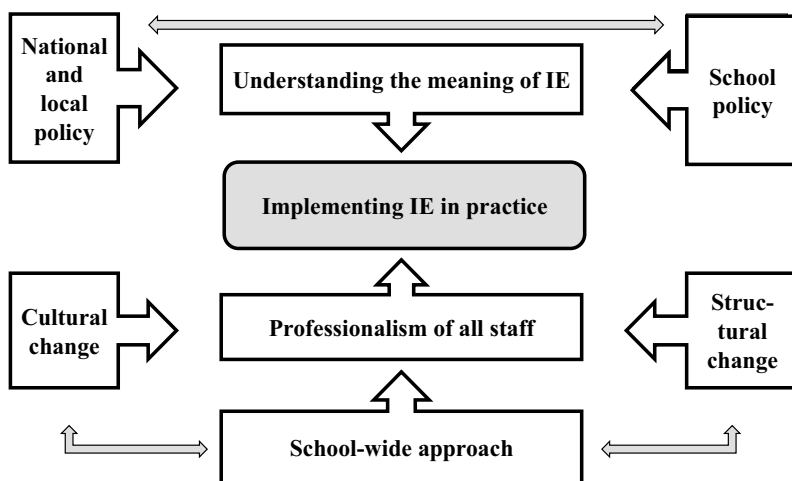 National
and
local
policy
Understanding the meaning of IE
School
policy
Implementing IE in practice
Cultural
change
Professionalism of all staff
Struc-
tural
change
School-wide approach